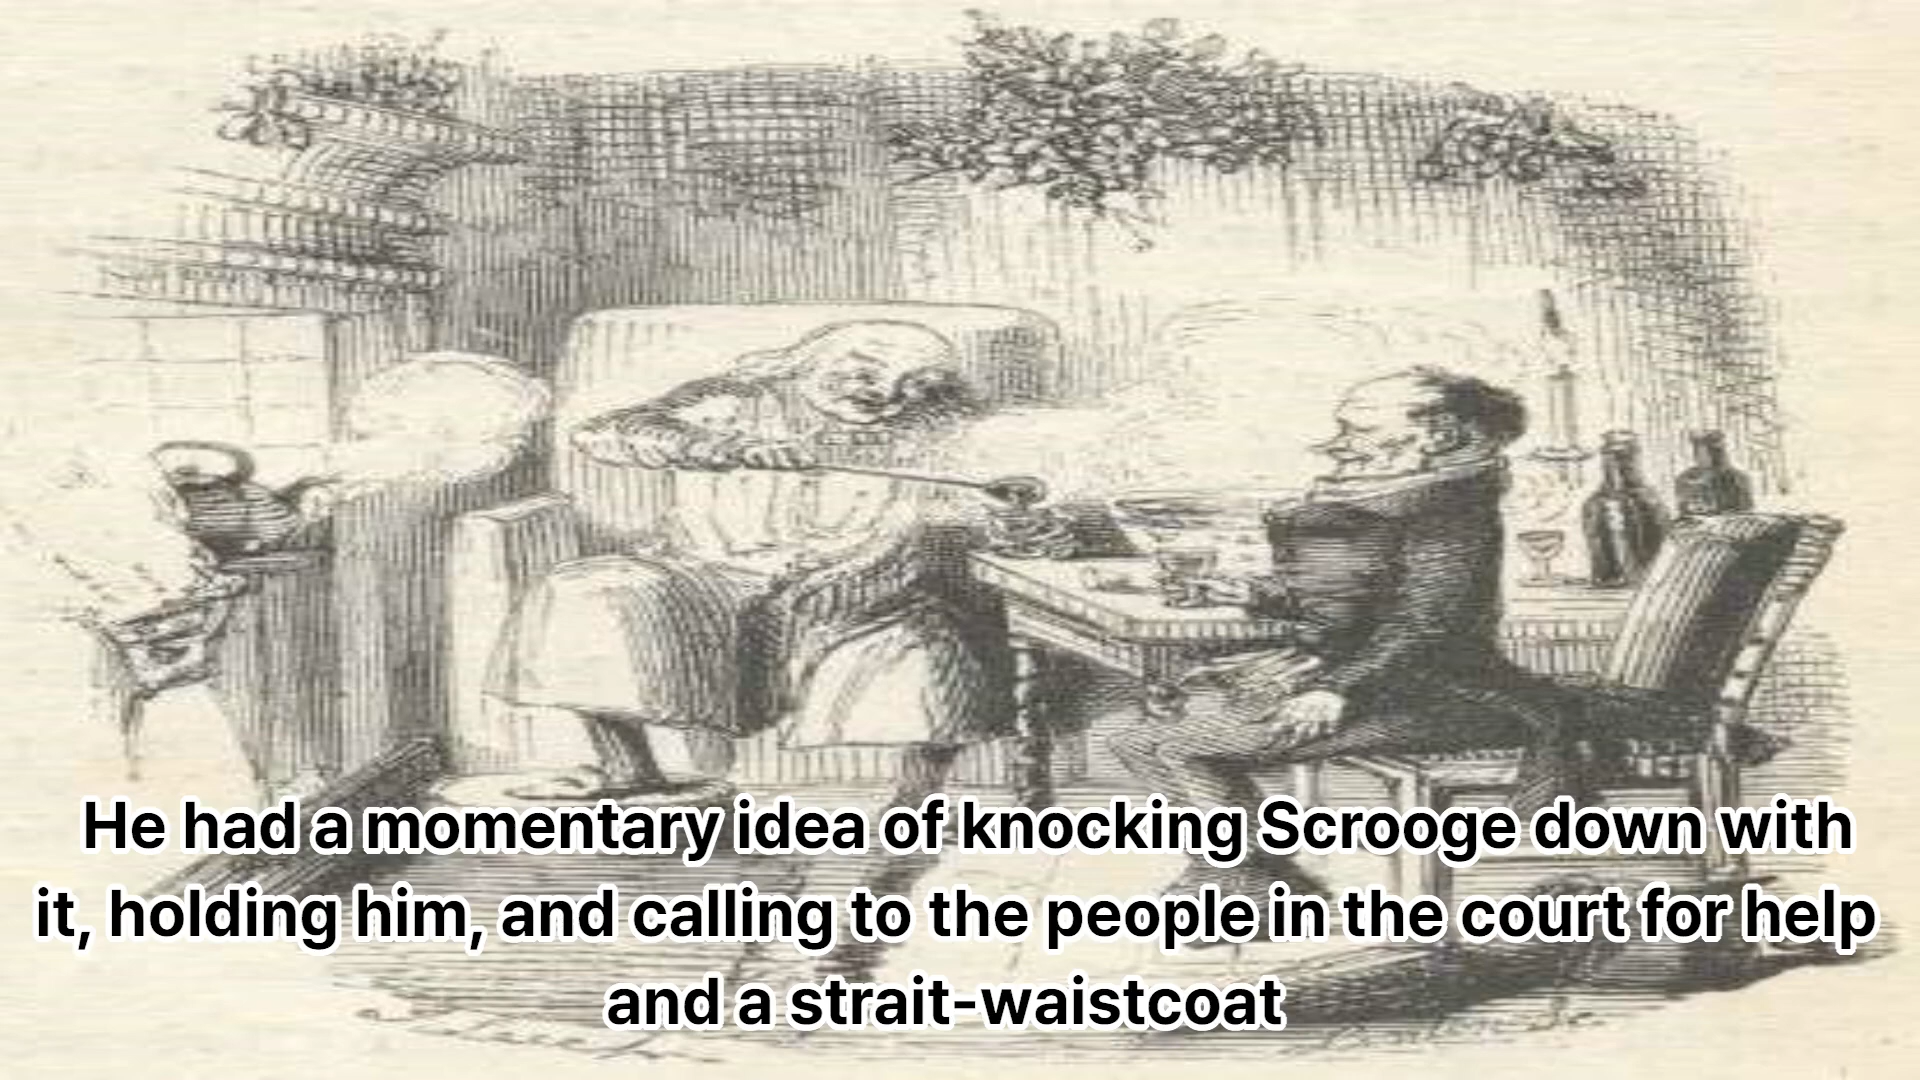 He had a momentary idea of knocking Scrooge down with
it, holding him, and calling to the people in the court for help
and a strait-waistcoat